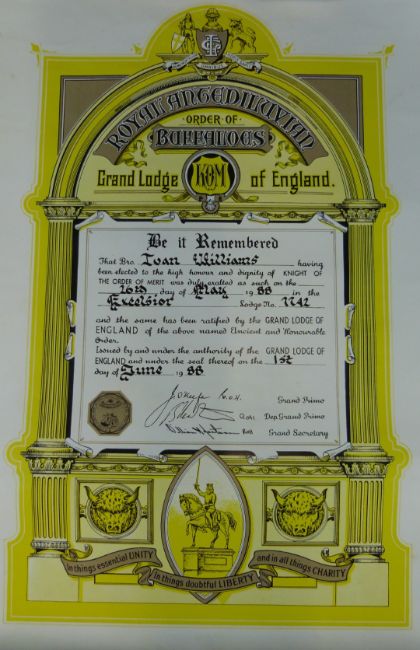 ROYAL ANTEDILUVIAN
ORDER OF
BUFFALOES
Grand Lodge KOM of England.
Be it Remembered
That Bro. Ivan Williams having
been elected to the high honour and dignity of KNIGHT OF
THE ORDER OF MERIT was duly exalted as such on the
16th day of May 1988 in the
Excelsior Lodge No. 7742
and the same has been ratified by the GRAND LODGE OF
ENGLAND of the above named Ancient and Honourable
Order.
Issued by and under the authority of the GRAND LODGE OF
ENGLAND and under the seal thereof on the 1st
day of June 1988
Grand Primo
Dep. Grand Primo
Grand Secretary
In things essential UNITY
In things doubtful LIBERTY
and in all things CHARITY